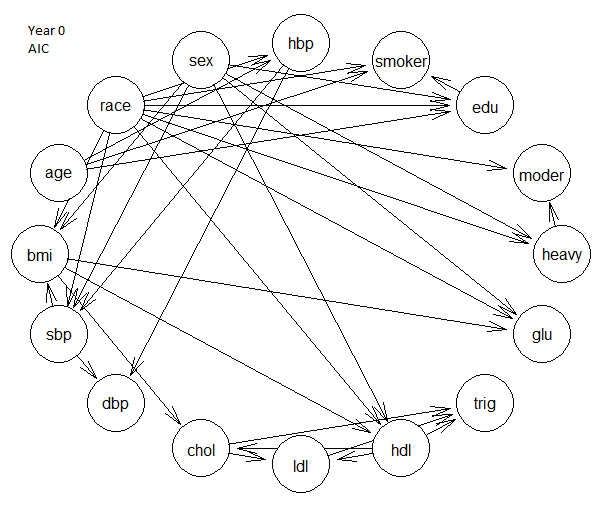 Year 0
AIC
hbp
sex
smoker
race
edu
age
moder
bmi
heavy
sbp
glu
dbp
trig
chol
hdl
ldl